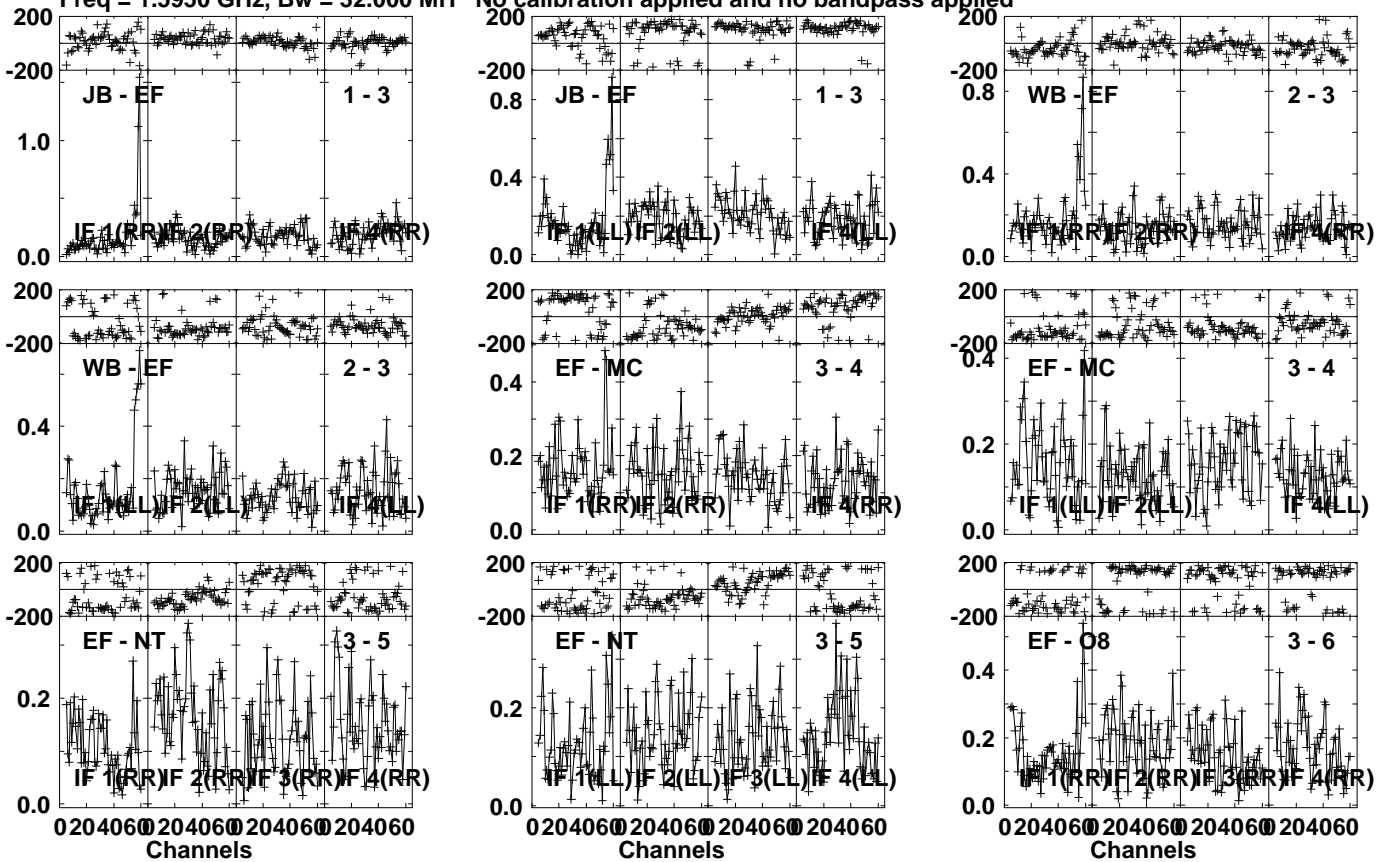 Freq = 1.5950 GHz, Bw = 32.000 MH No calibration applied and no bandpass applied
200
-200
JB - EF 1 - 3
1.0
0.0
IF 1(RR) IF 2(RR) IF 4(RR)
200
-200
JB - EF 1 - 3
0.8
0.4
0.0
IF 1(LL) IF 2(LL) IF 4(LL)
200
-200
WB - EF 2 - 3
0.8
0.4
0.0
IF 1(RR) IF 2(RR) IF 4(RR)
200
-200
WB - EF 2 - 3
0.4
0.0
IF 1(LL) IF 2(LL) IF 4(LL)
200
-200
EF - MC 3 - 4
0.4
0.2
0.0
IF 1(RR) IF 2(RR) IF 4(RR)
200
-200
EF - MC 3 - 4
0.4
0.2
0.0
IF 1(LL) IF 2(LL) IF 4(LL)
200
-200
EF - NT 3 - 5
0.2
0.0
IF 1(RR) IF 2(RR) IF 3(RR) IF 4(RR)
0 20 40 60 0 20 40 60 0 20 40 60 0 20 40 60
Channels
200
-200
EF - NT 3 - 5
0.2
0.0
IF 1(LL) IF 2(LL) IF 3(LL) IF 4(LL)
0 20 40 60 0 20 40 60 0 20 40 60 0 20 40 60
Channels
200
-200
EF - O8 3 - 6
0.4
0.2
0.0
IF 1(RR) IF 2(RR) IF 3(RR) IF 4(RR)
0 20 40 60 0 20 40 60 0 20 40 60 0 20 40 60
Channels